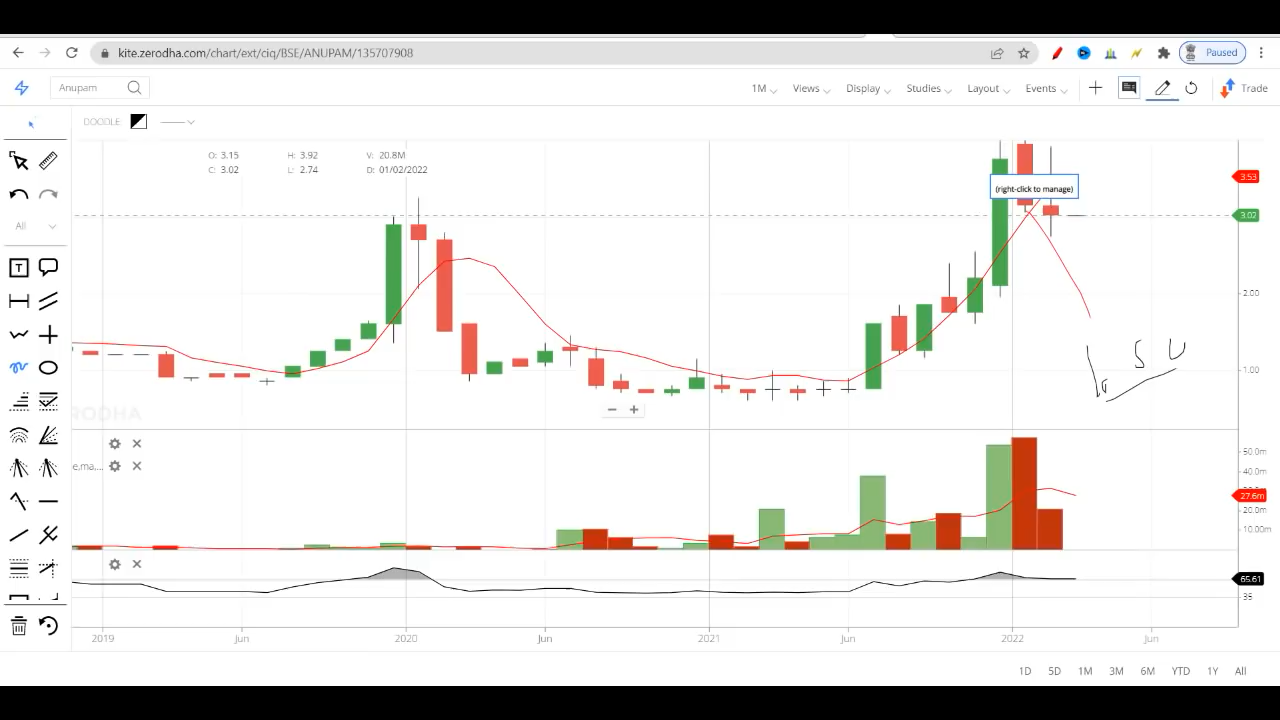 kite.zerodha.com/chart/ext/ciq/BSE/ANUPAM/135707908
Paused
Anupam
1M Views Display Studies Layout Events Trade
DOODLE:
O: 3.15 H: 3.92 V: 20.8M
C: 3.02 L: 2.74 D: 01/02/2022
(right-click to manage)
3.53
3.02
All
2.00
1.00
S U
T
ZERODHA
50.0m
e,ma,...
40.0m
27.6m
20.0m
10.00m
65.61
35
2019 Jun 2020 Jun 2021 Jun 2022 Jun
1D 5D 1M 3M 6M YTD 1Y All